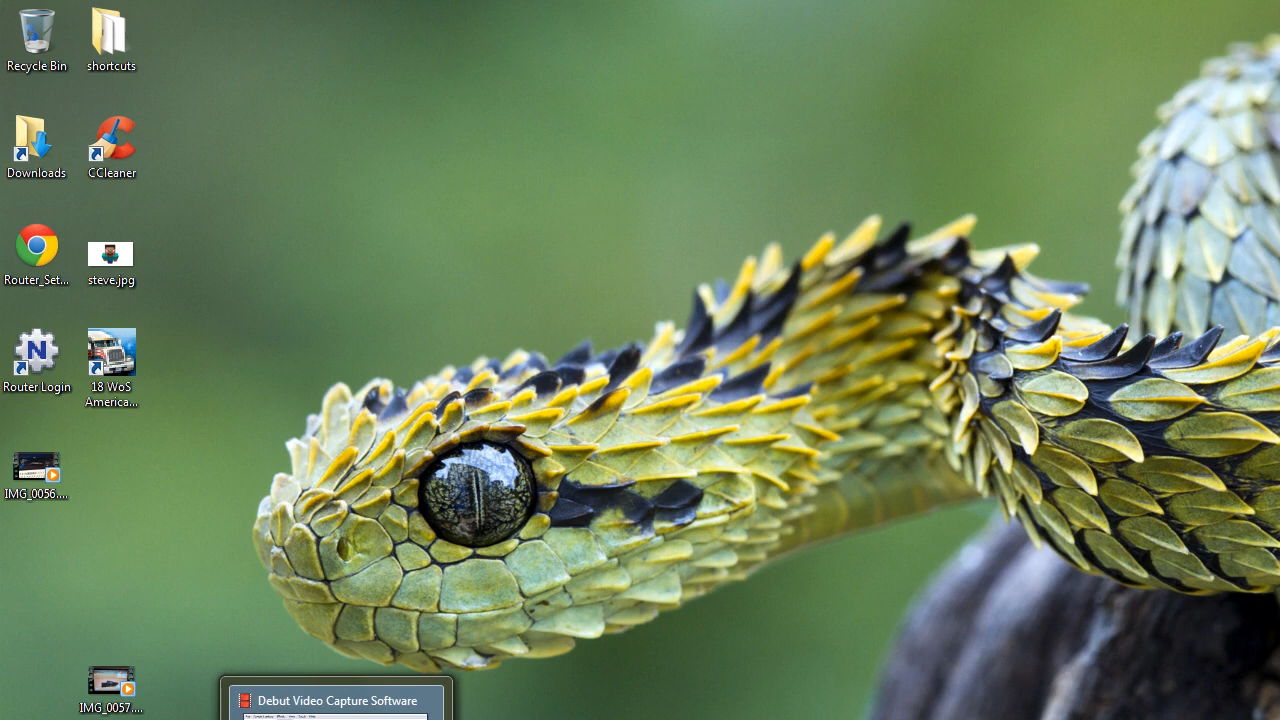 Recycle Bin
shortcuts
Downloads
CCleaner
Router_Set...
steve.jpg
Router Login
18 WoS
America...
IMG_0056....
IMG_0057....
Debut Video Capture Software